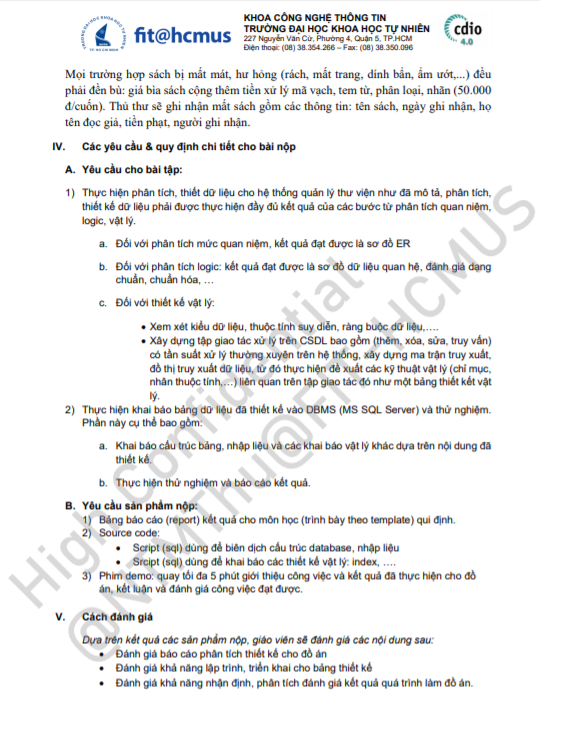 fit@hcmus
KHOA CÔNG NGHỆ THÔNG TIN
TRƯỜNG ĐẠI HỌC KHOA HỌC TỰ NHIÊN
227 Nguyễn Văn Cừ, Phường 4, Quận 5, TP.HCM
Điện thoại: (08) 38.354.266 – Fax: (08) 38.350.096
cdio
4.0
Mọi trường hợp sách bị mất mát, hư hỏng (rách, mất trang, dính bẩn, ẩm ướt,...) đều
phải đền bù: giá bìa sách cộng thêm tiền xử lý mã vạch, tem từ, phân loại, nhãn (50.000
đ/cuốn). Thủ thư sẽ ghi nhận mất sách gồm các thông tin: tên sách, ngày ghi nhận, họ
tên đọc giả, tiền phạt, người ghi nhận.
IV. Các yêu cầu & quy định chi tiết cho bài nộp
A. Yêu cầu cho bài tập:
1) Thực hiện phân tích, thiết dữ liệu cho hệ thống quản lý thư viện như đã mô tả, phân tích,
thiết kế dữ liệu phải được thực hiện đầy đủ kết quả của các bước từ phân tích quan niệm,
logic, vật lý.
a. Đối với phân tích mức quan niệm, kết quả đạt được là sơ đồ ER
b. Đối với phân tích logic: kết quả đạt được là sơ đồ dữ liệu quan hệ, đánh giá dạng
chuẩn, chuẩn hóa, ...
c. Đối với thiết kế vật lý:
• Xem xét kiểu dữ liệu, thuộc tính suy diễn, ràng buộc dữ liệu,....
• Xây dựng tập giao tác xử lý trên CSDL bao gồm (thêm, xóa, sửa, truy vấn)
có tần suất xử lý thường xuyên trên hệ thống, xây dựng ma trận truy xuất,
đồ thị truy xuất dữ liệu, từ đó thực hiện đề xuất các kỹ thuật vật lý (chỉ mục,
nhân thuộc tính,...) liên quan trên tập giao tác đó như một bảng thiết kết vật
lý.
2) Thực hiện khai báo bảng dữ liệu đã thiết kế vào DBMS (MS SQL Server) và thử nghiệm.
Phần này cụ thể bao gồm:
a. Khai báo cấu trúc bảng, nhập liệu và các khai báo vật lý khác dựa trên nội dung đã
thiết kế.
b. Thực hiện thử nghiệm và báo cáo kết quả.
B. Yêu cầu sản phẩm nộp:
1) Bảng báo cáo (report) kết quả cho môn học (trình bày theo template) qui định.
2) Source code:
• Script (sql) dùng để biên dịch cấu trúc database, nhập liệu
• Srcipt (sql) dùng để khai báo các thiết kế vật lý: index, ....
3) Phim demo: quay tối đa 5 phút giới thiệu công việc và kết quả đã thực hiện cho đồ
án, kết luận và đánh giá công việc đạt được.
V. Cách đánh giá
Dựa trên kết quả các sản phẩm nộp, giáo viên sẽ đánh giá các nội dung sau:
• Đánh giá báo cáo phân tích thiết kế cho đồ án
• Đánh giá khả năng lập trình, triển khai cho bảng thiết kế
• Đánh giá khả năng nhận định, phân tích đánh giá kết quả quá trình làm đồ án.
High Confidential
@NTMThu@FIT-HCMUS